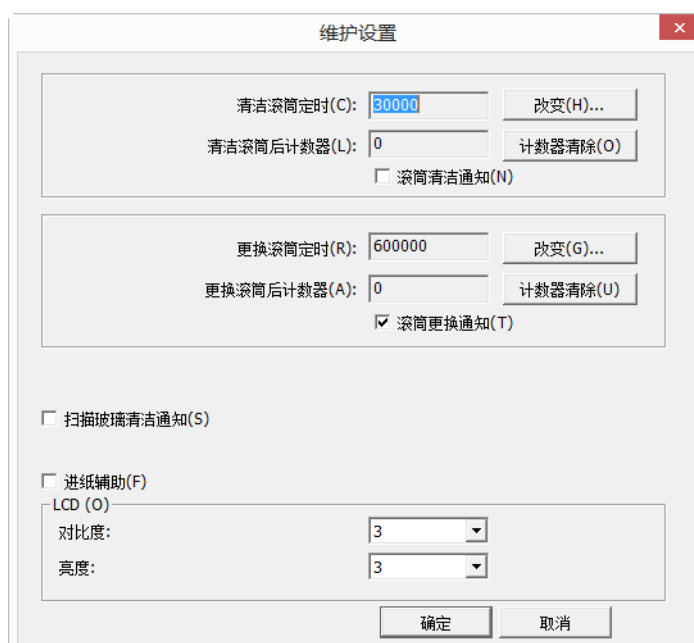 维护设置
清洁滚筒定时(C): 30000 改变(H)...
清洁滚筒后计数器(L): 0 计数器清除(O)
滚筒清洁通知(N)
更换滚筒定时(R): 600000 改变(G)...
更换滚筒后计数器(A): 0 计数器清除(U)
滚筒更换通知(T)
扫描玻璃清洁通知(S)
进纸辅助(F)
LCD (O)
对比度: 3
亮度: 3
确定 取消